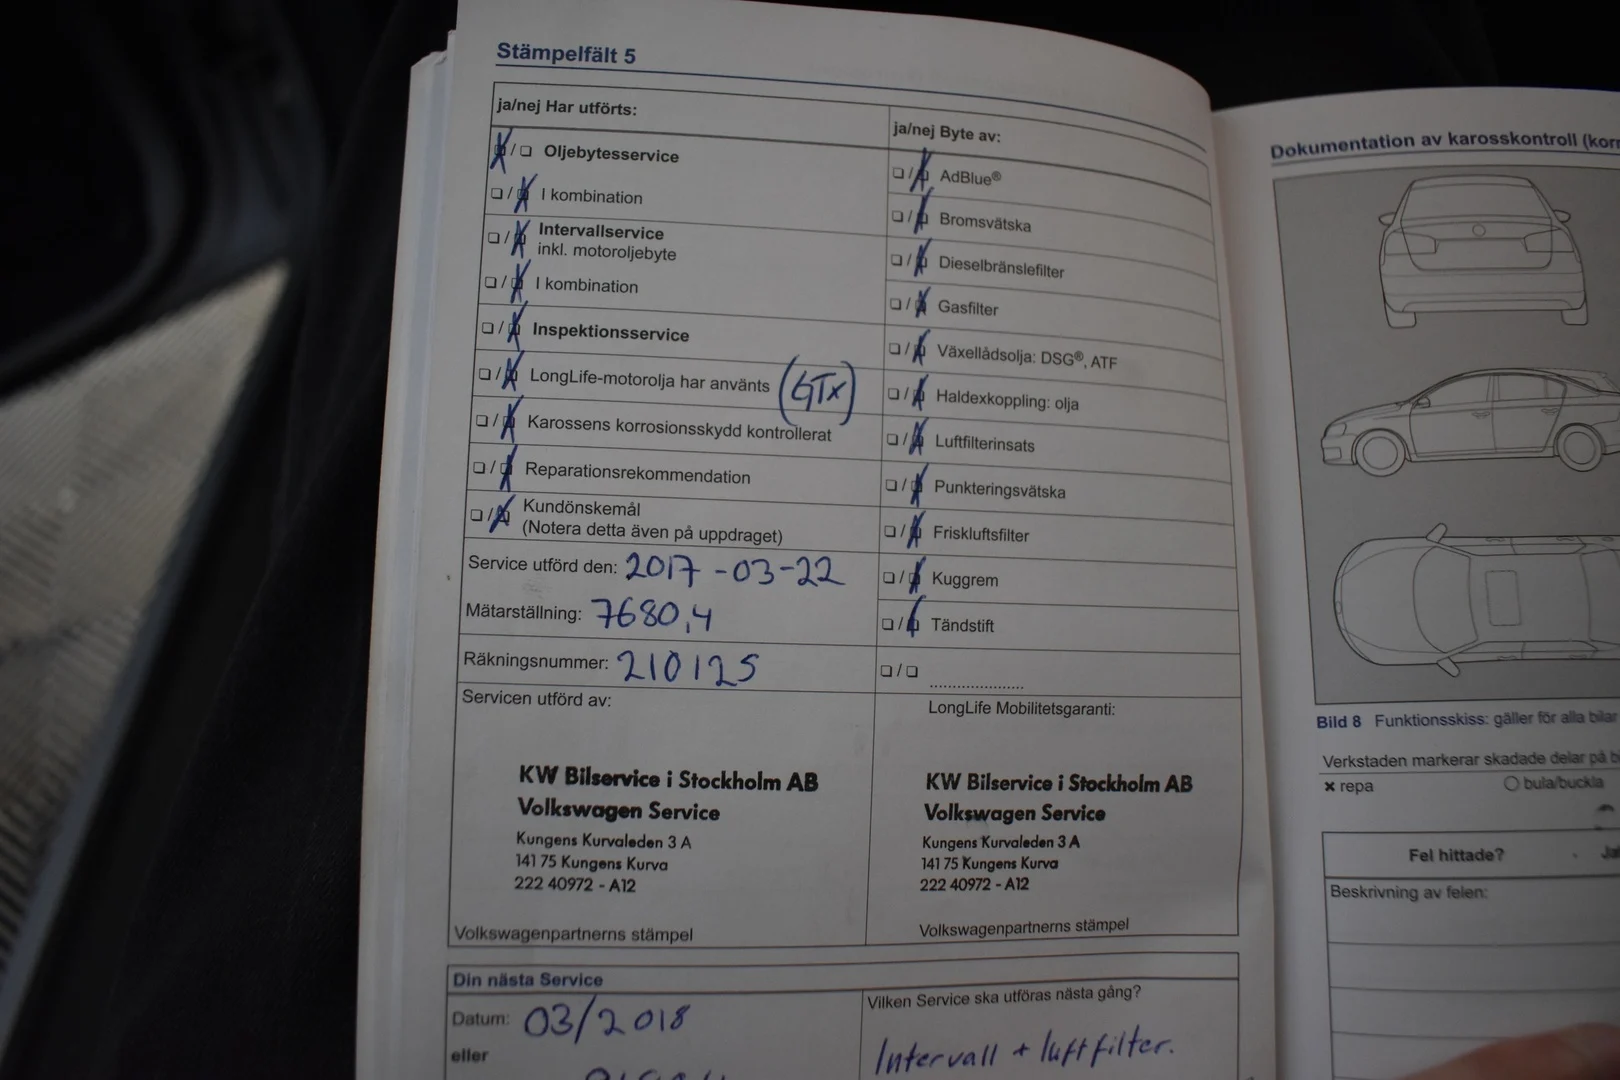 Stämpelfält 5
ja/nej Har utförts:
Oljebytesservice
I kombination
Intervallservice
inkl. motoroljebyte
I kombination
Inspektionsservice
LongLife-motorolja har använts (GTX)
Karossens korrosionsskydd kontrollerat
Reparationsrekommendation
Kundönskemål
(Notera detta även på uppdraget)
Service utförd den: 2017-03-22
Mätarställning: 7680,4
Räkningsnummer: 210125
Servicen utförd av:
KW Bilservice i Stockholm AB
Volkswagen Service
Kungens Kurvaleden 3 A
141 75 Kungens Kurva
222 40972 - A12
Volkswagenpartnerns stämpel
ja/nej Byte av:
AdBlue®
Bromsvätska
Dieselbränslefilter
Gasfilter
Växellådsolja: DSG®, ATF
Haldexkoppling: olja
Luftfilterinsats
Punkteringsvätska
Friskluftsfilter
Kuggrem
Tändstift
LongLife Mobilitetsgaranti:
KW Bilservice i Stockholm AB
Volkswagen Service
Kungens Kurvaleden 3 A
141 75 Kungens Kurva
222 40972 - A12
Volkswagenpartnerns stämpel
Din nästa Service
Datum: 03/2018
eller
Vilken Service ska utföras nästa gång?
Intervall + luftfilter.
Dokumentation av karosskontroll
Bild 8 Funktionsskiss: gäller för alla bilar
Verkstaden markerar skadade delar på
x repa
bula/buckla
Fel hittade?
Beskrivning av felen: